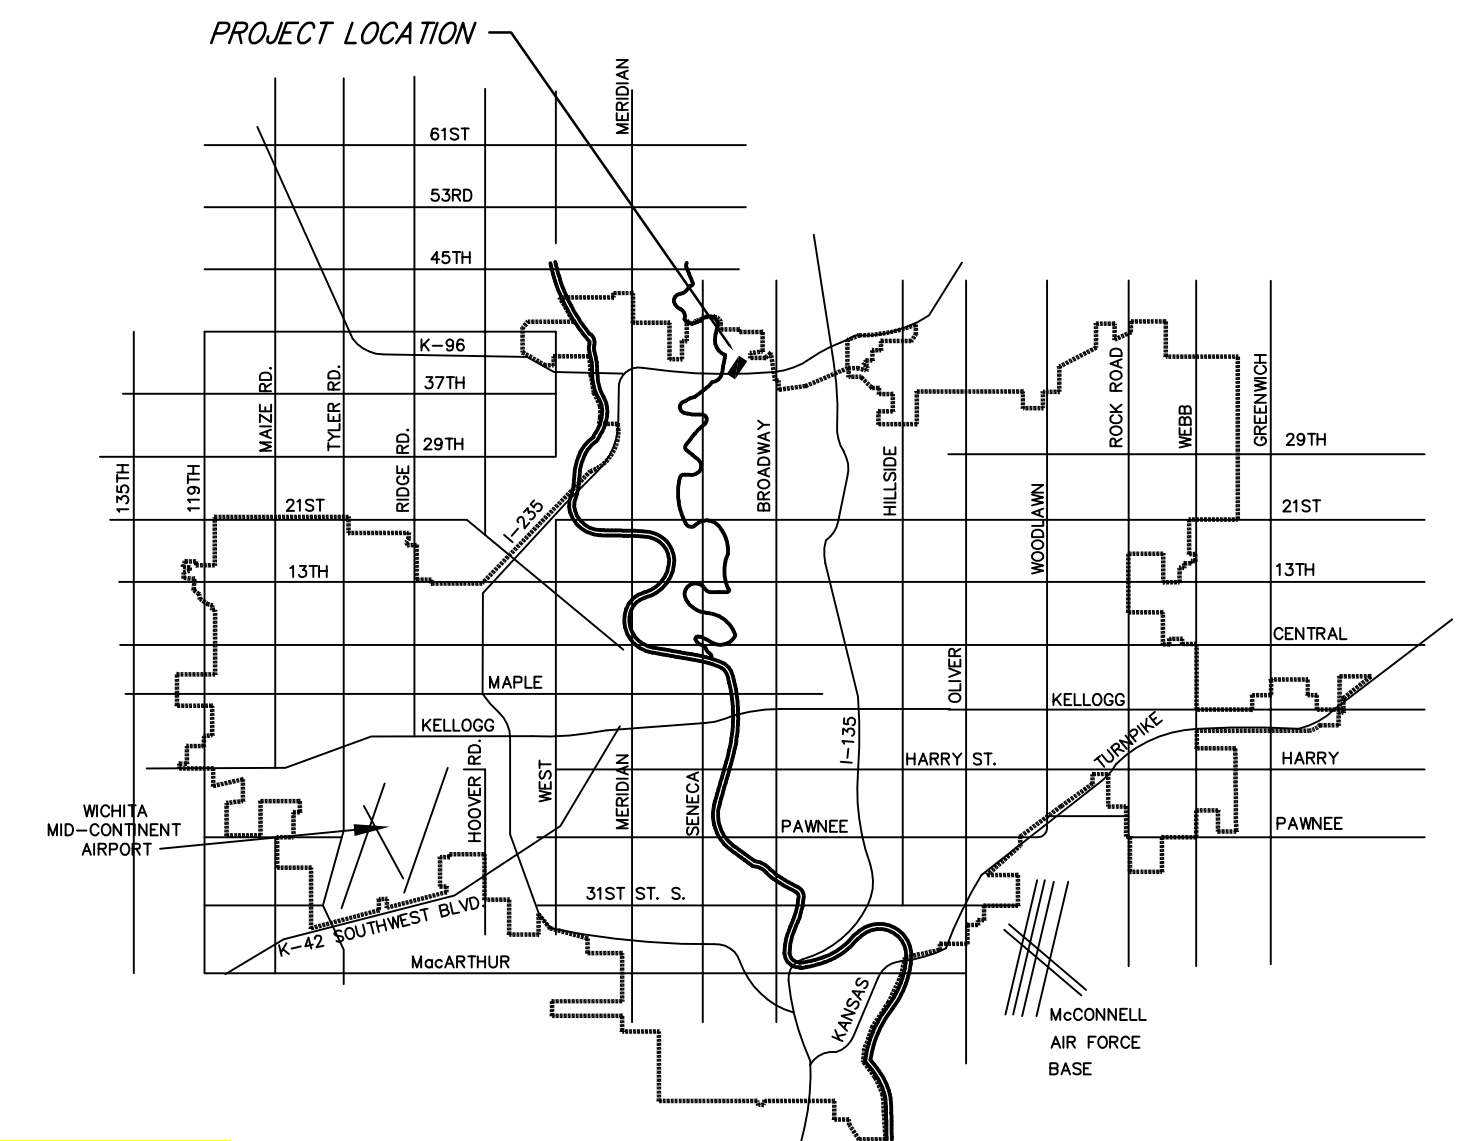 PROJECT LOCATION
MERIDIAN
61ST
53RD
45TH
K-96
37TH
MAIZE RD.
TYLER RD.
RIDGE RD.
29TH
135TH
119TH
21ST
I-235
13TH
BROADWAY
HILLSIDE
WOODLAWN
ROCK ROAD
WEBB
GREENWICH
29TH
21ST
13TH
CENTRAL
MAPLE
OLIVER
KELLOGG
KELLOGG
TURNPIKE
I-135
HARRY ST.
HARRY
HOOVER RD.
WEST
MERIDIAN
SENECA
PAWNEE
PAWNEE
WICHITA
MID-CONTINENT
AIRPORT
31ST ST. S.
K-42 SOUTHWEST BLVD.
MacARTHUR
KANSAS
McCONNELL
AIR FORCE
BASE